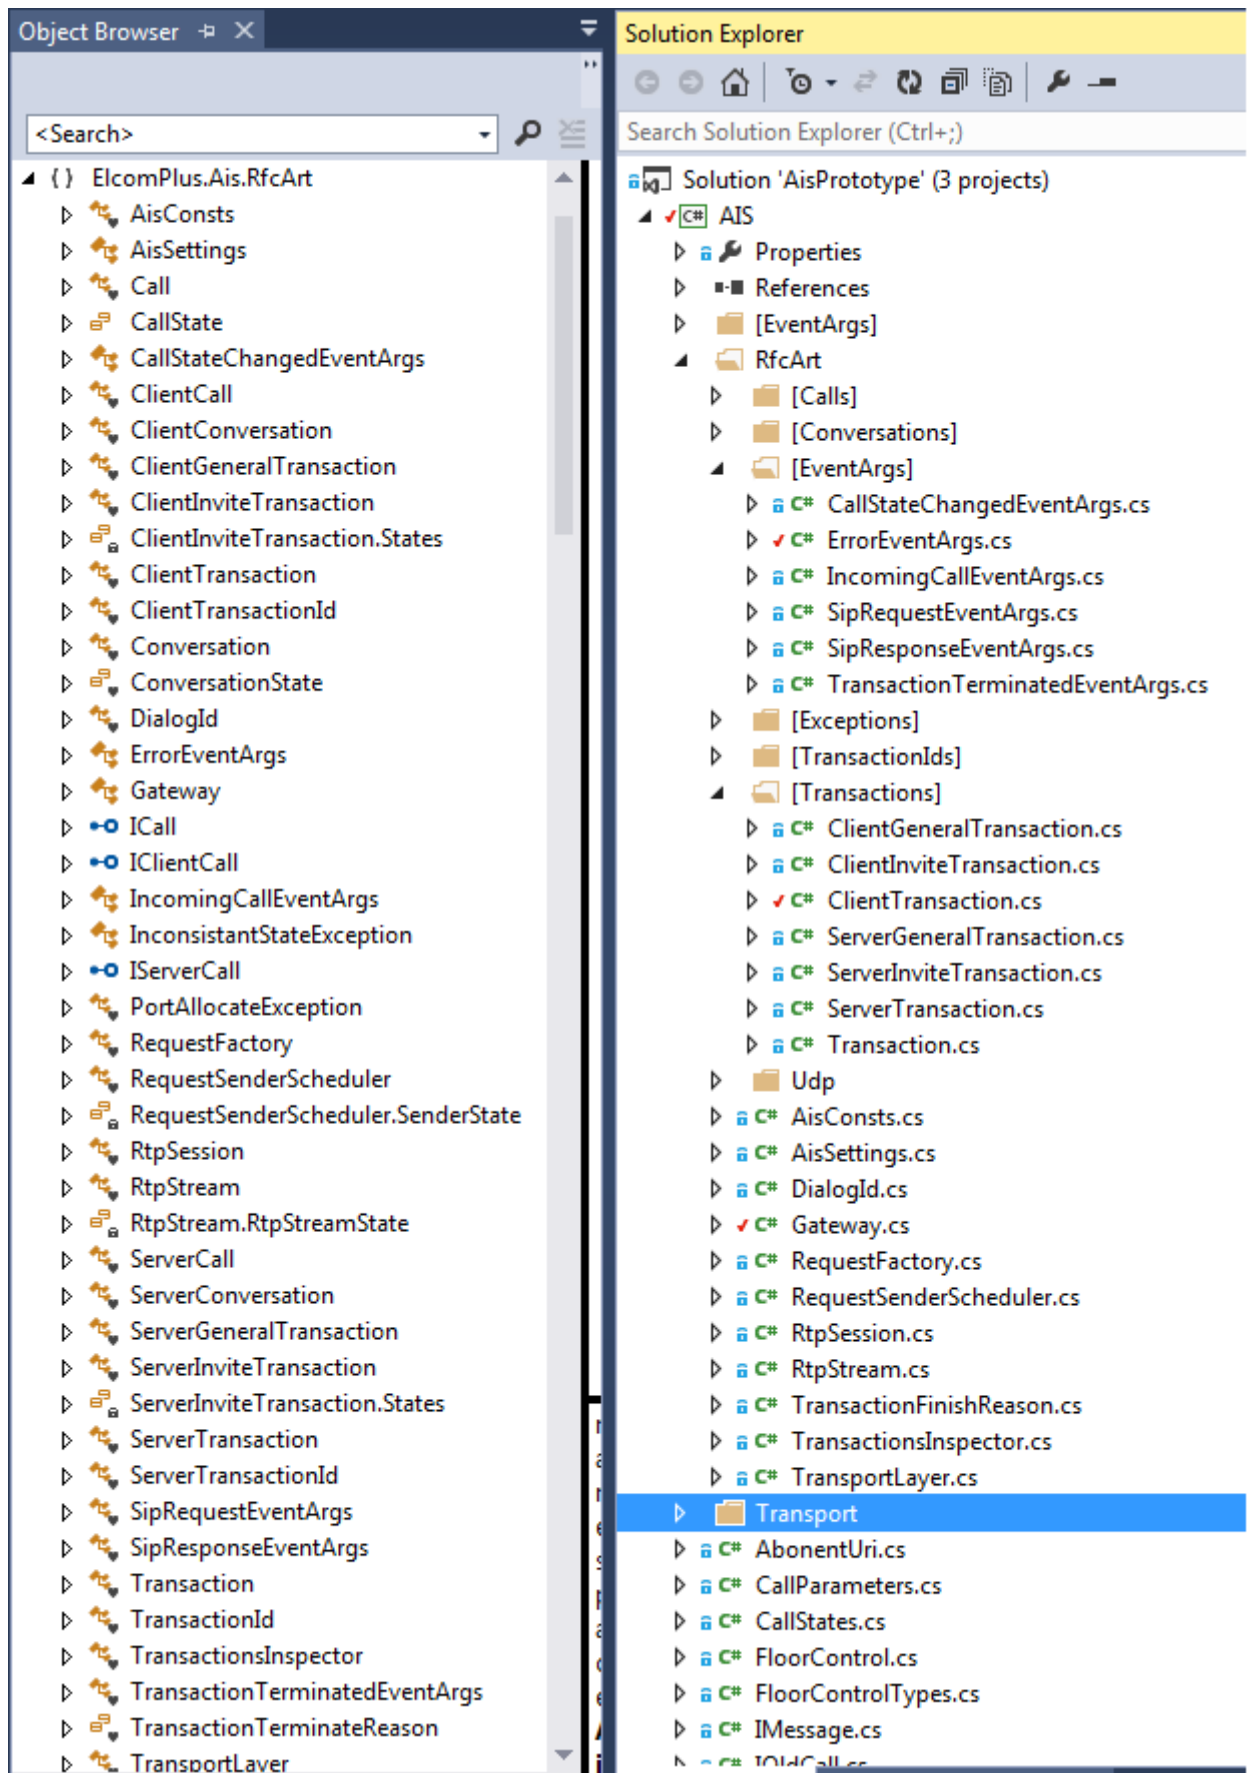 Object Browser
<Search>
{ } ElcomPlus.Ais.RfcArt
AisConsts
AisSettings
Call
CallState
CallStateChangedEventArgs
ClientCall
ClientConversation
ClientGeneralTransaction
ClientInviteTransaction
ClientInviteTransaction.States
ClientTransaction
ClientTransactionId
Conversation
ConversationState
DialogId
ErrorEventArgs
Gateway
ICall
IClientCall
IncomingCallEventArgs
InconsistantStateException
IServerCall
PortAllocateException
RequestFactory
RequestSenderScheduler
RequestSenderScheduler.SenderState
RtpSession
RtpStream
RtpStream.RtpStreamState
ServerCall
ServerConversation
ServerGeneralTransaction
ServerInviteTransaction
ServerInviteTransaction.States
ServerTransaction
ServerTransactionId
SipRequestEventArgs
SipResponseEventArgs
Transaction
TransactionId
TransactionsInspector
TransactionTerminatedEventArgs
TransactionTerminateReason
TransportLayer
Solution Explorer
Search Solution Explorer (Ctrl+;)
Solution 'AisPrototype' (3 projects)
C# AIS
Properties
References
[EventArgs]
RfcArt
[Calls]
[Conversations]
[EventArgs]
C# CallStateChangedEventArgs.cs
C# ErrorEventArgs.cs
C# IncomingCallEventArgs.cs
C# SipRequestEventArgs.cs
C# SipResponseEventArgs.cs
C# TransactionTerminatedEventArgs.cs
[Exceptions]
[TransactionIds]
[Transactions]
C# ClientGeneralTransaction.cs
C# ClientInviteTransaction.cs
C# ClientTransaction.cs
C# ServerGeneralTransaction.cs
C# ServerInviteTransaction.cs
C# ServerTransaction.cs
C# Transaction.cs
Udp
C# AisConsts.cs
C# AisSettings.cs
C# DialogId.cs
C# Gateway.cs
C# RequestFactory.cs
C# RequestSenderScheduler.cs
C# RtpSession.cs
C# RtpStream.cs
C# TransactionFinishReason.cs
C# TransactionsInspector.cs
C# TransportLayer.cs
Transport
C# AbonentUri.cs
C# CallParameters.cs
C# CallStates.cs
C# FloorControl.cs
C# FloorControlTypes.cs
C# IMessage.cs
C# IOldCall.cs